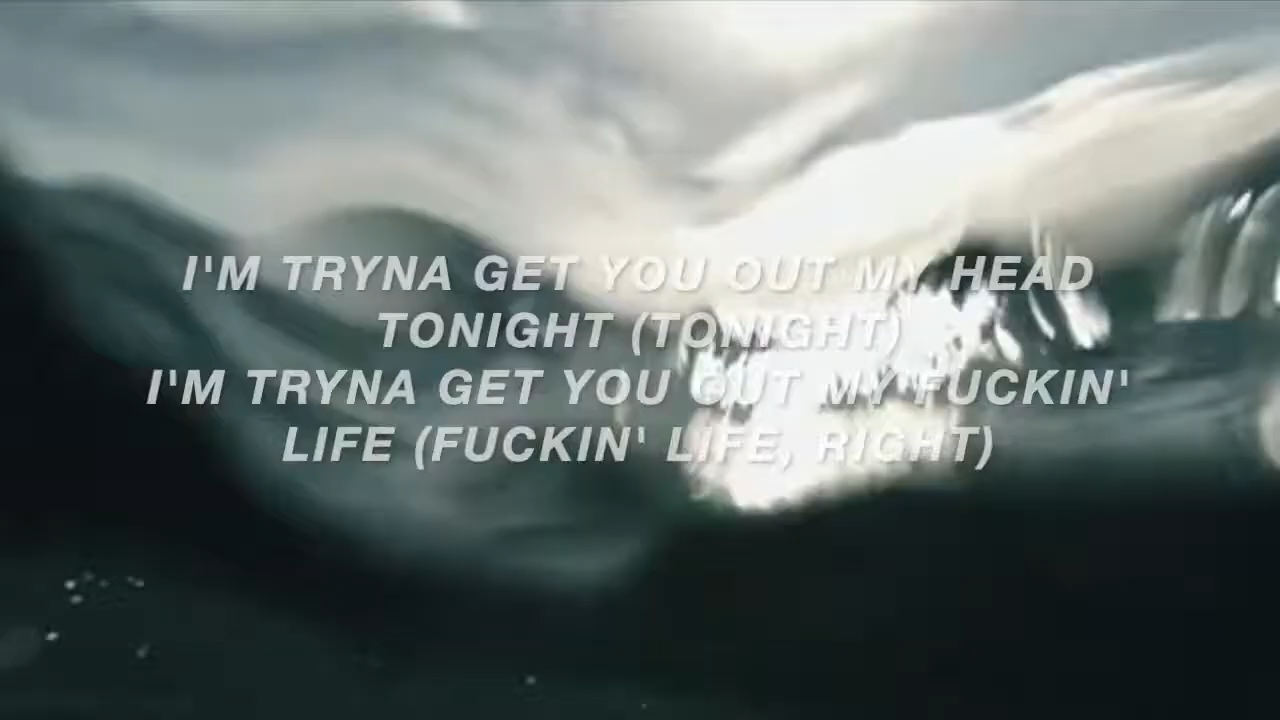 I'M TRYNA GET YOU OUT MY HEAD
TONIGHT (TONIGHT)
I'M TRYNA GET YOU OUT MY FUCKIN'
LIFE (FUCKIN' LIFE, RIGHT)